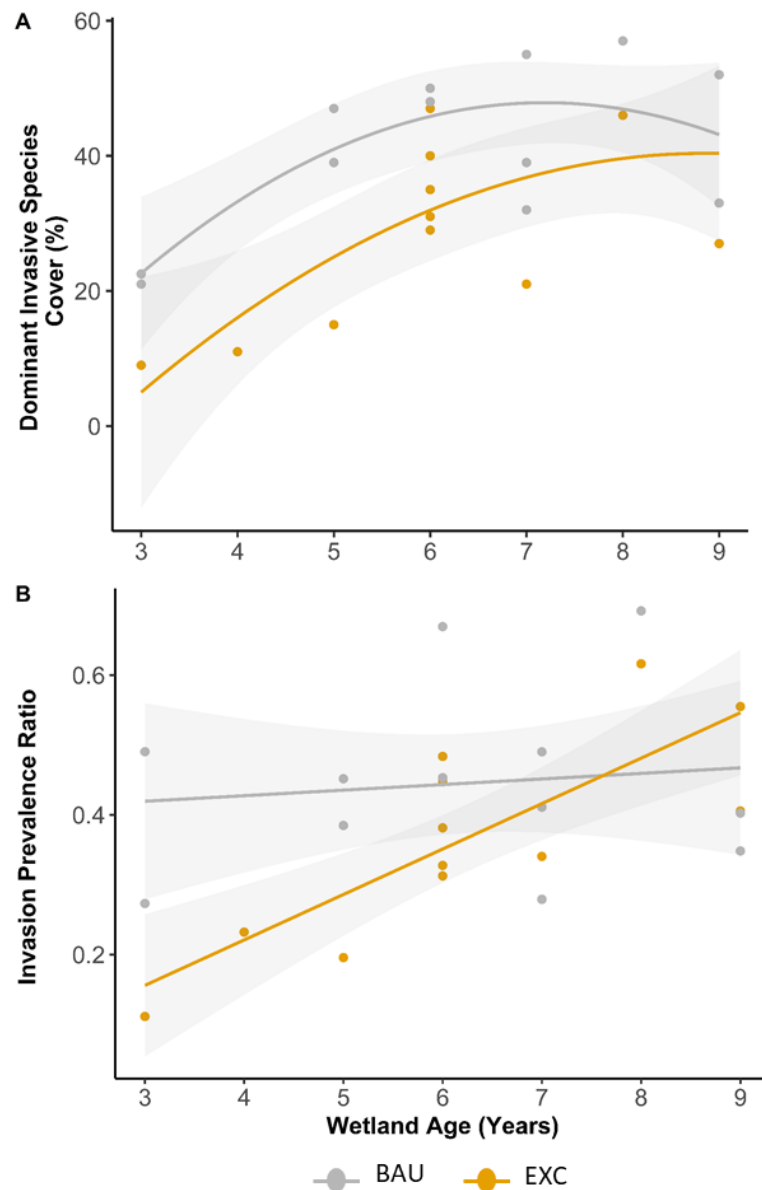 A
60
40
20
0
Dominant Invasive Species
Cover (%)
3 4 5 6 7 8 9
B
0.6
0.4
0.2
Invasion Prevalence Ratio
3 4 5 6 7 8 9
Wetland Age (Years)
BAU EXC